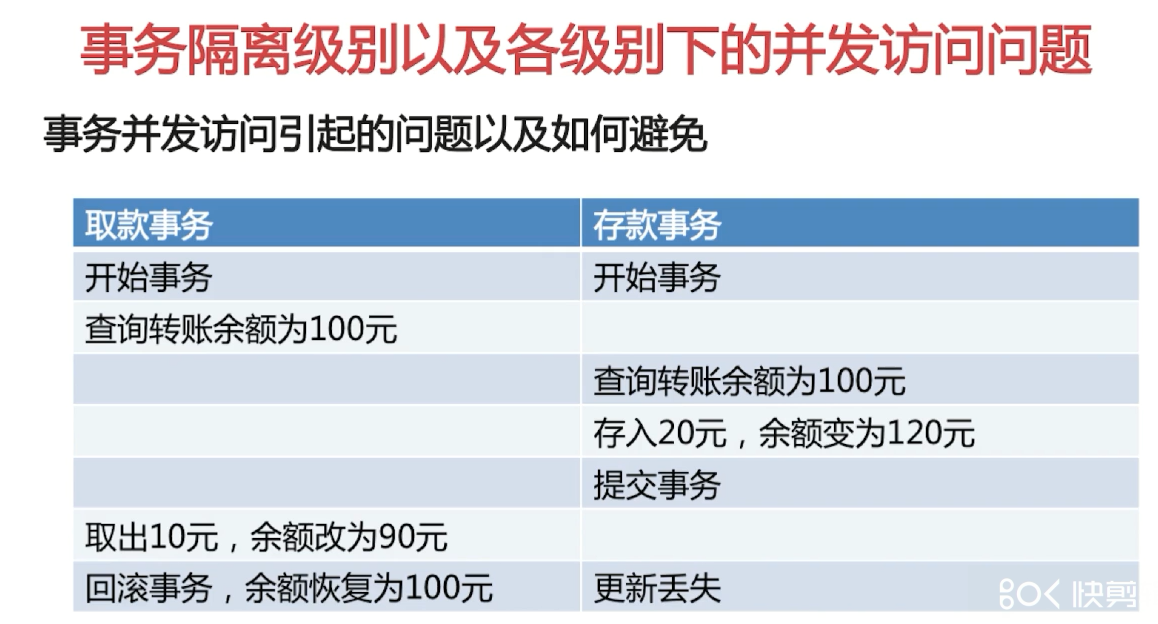 事务隔离级别以及各级别下的并发访问问题
事务并发访问引起的问题以及如何避免
取款事务 存款事务
开始事务 开始事务
查询转账余额为100元
查询转账余额为100元
存入20元，余额变为120元
提交事务
取出10元，余额改为90元
回滚事务，余额恢复为100元 更新丢失
快剪